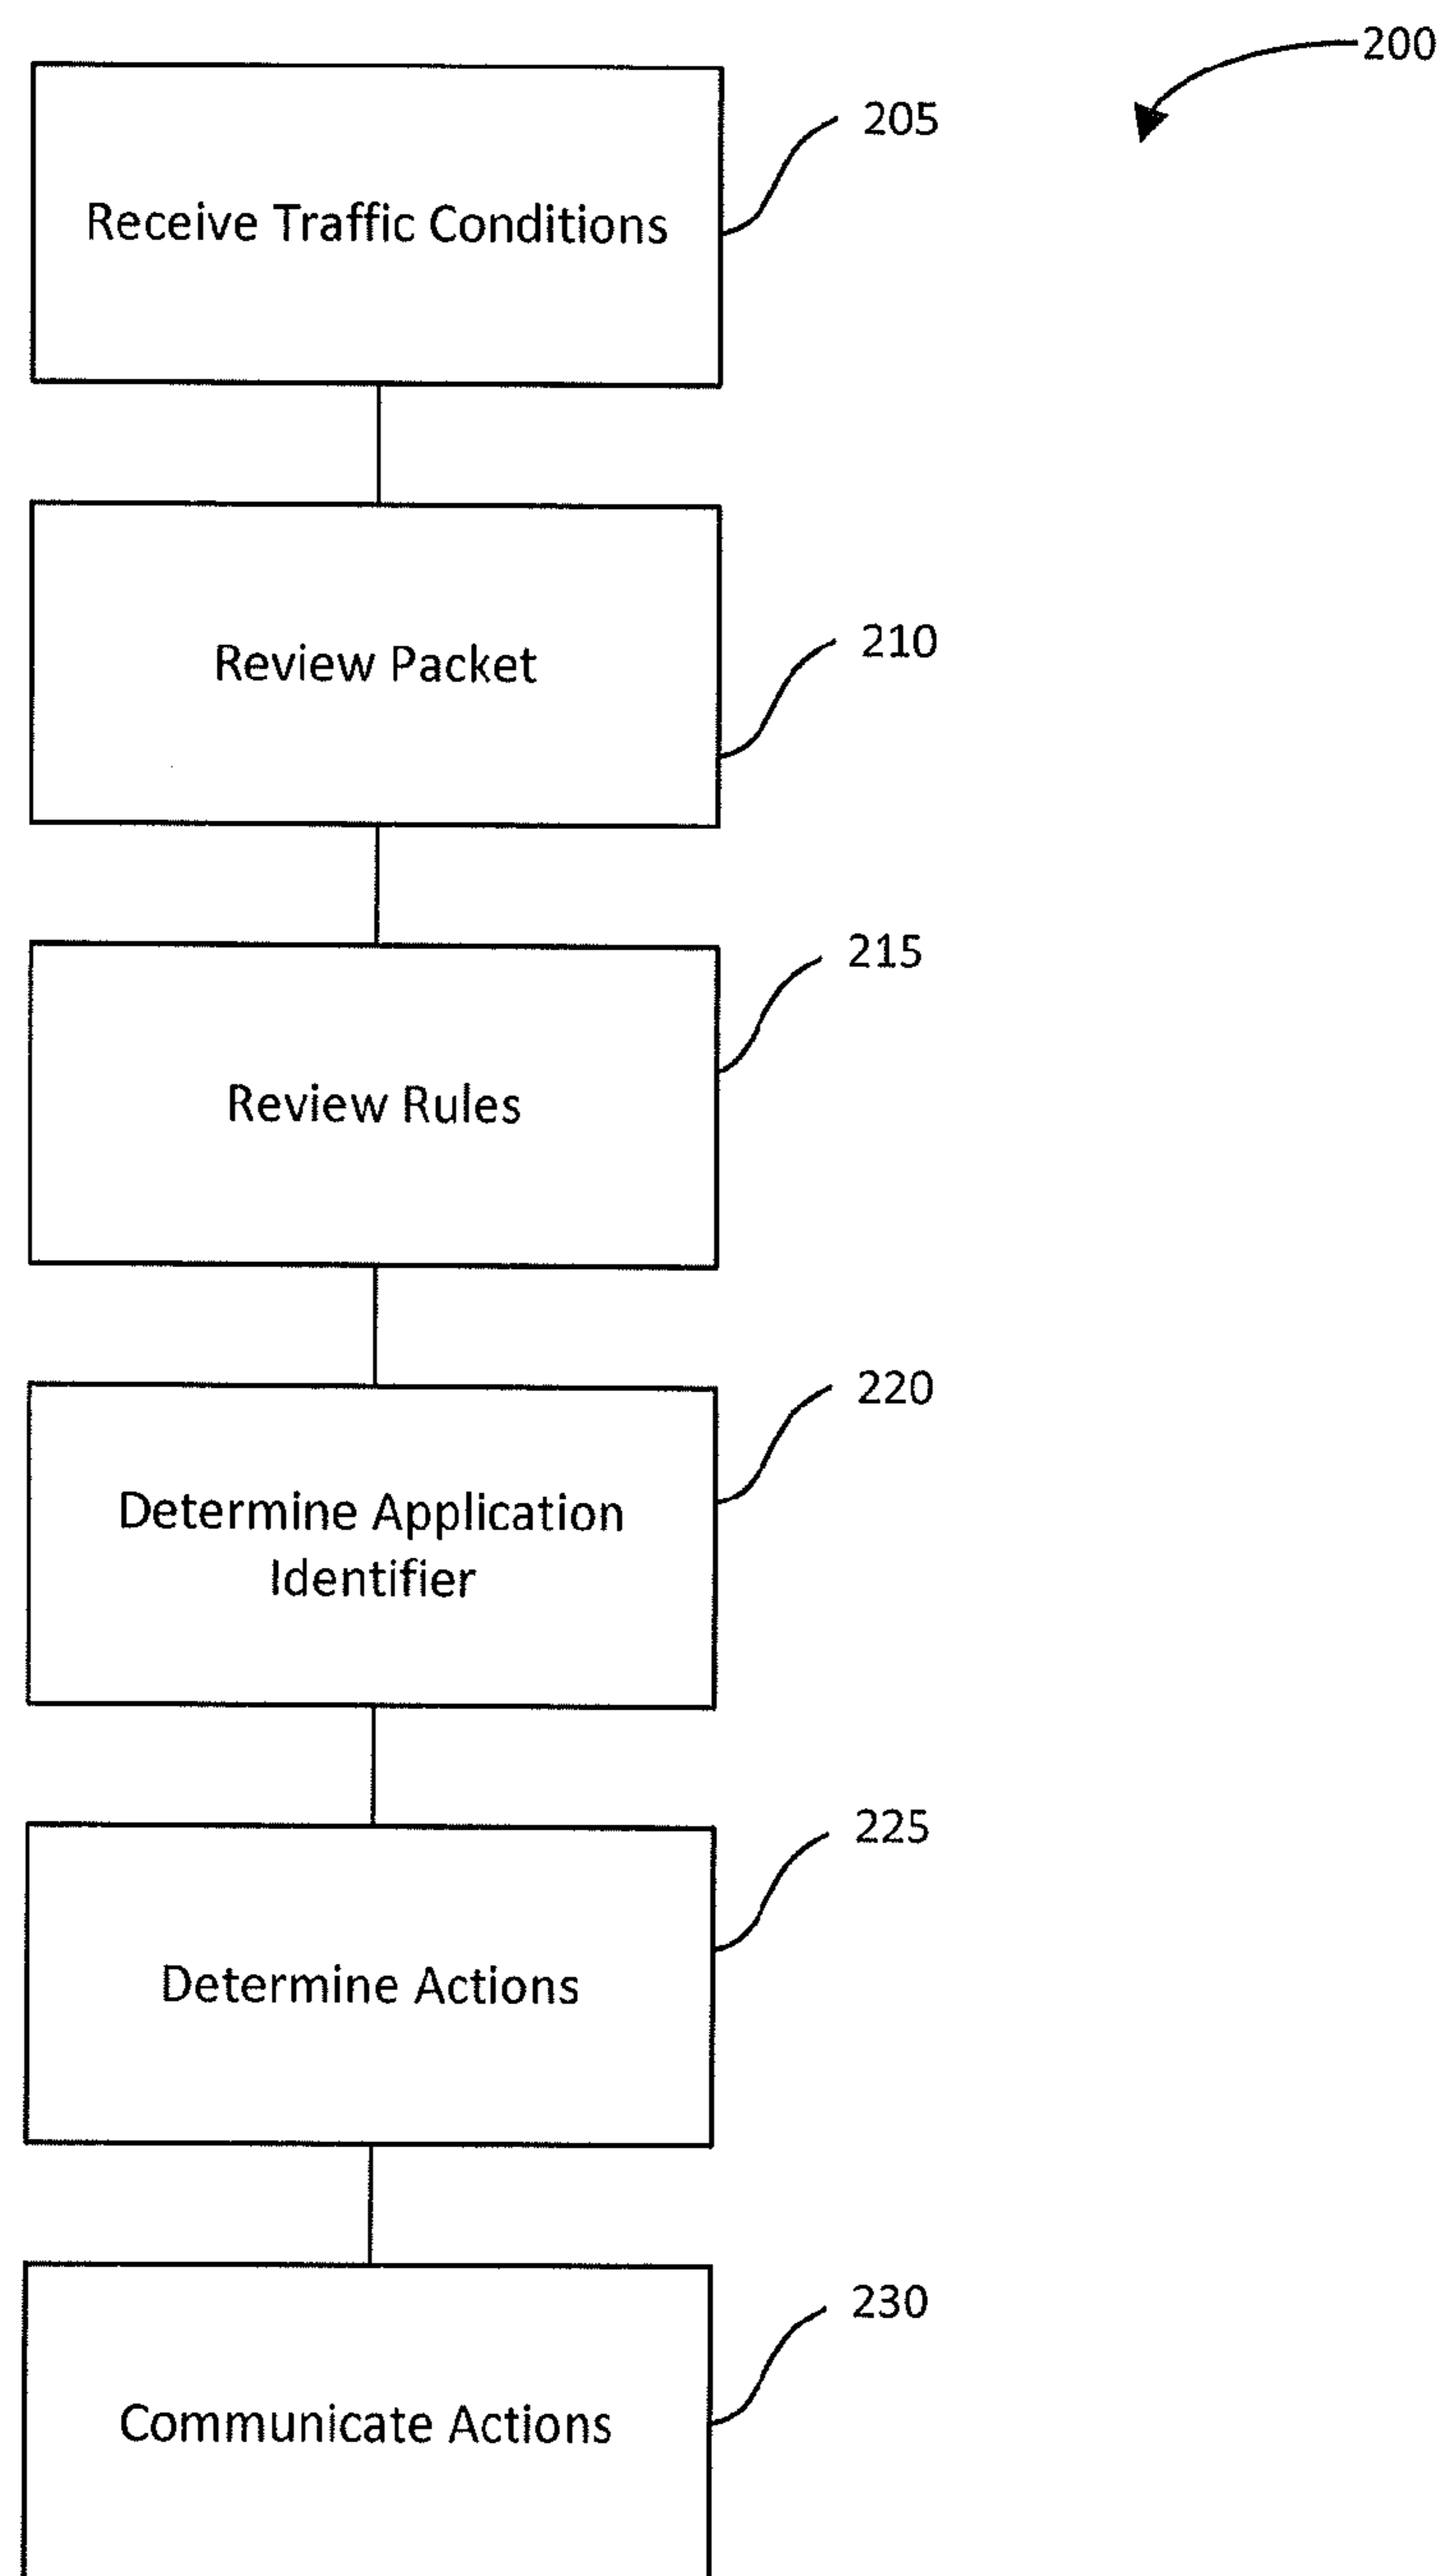 200
205
Receive Traffic Conditions
210
Review Packet
215
Review Rules
220
Determine Application
Identifier
225
Determine Actions
230
Communicate Actions